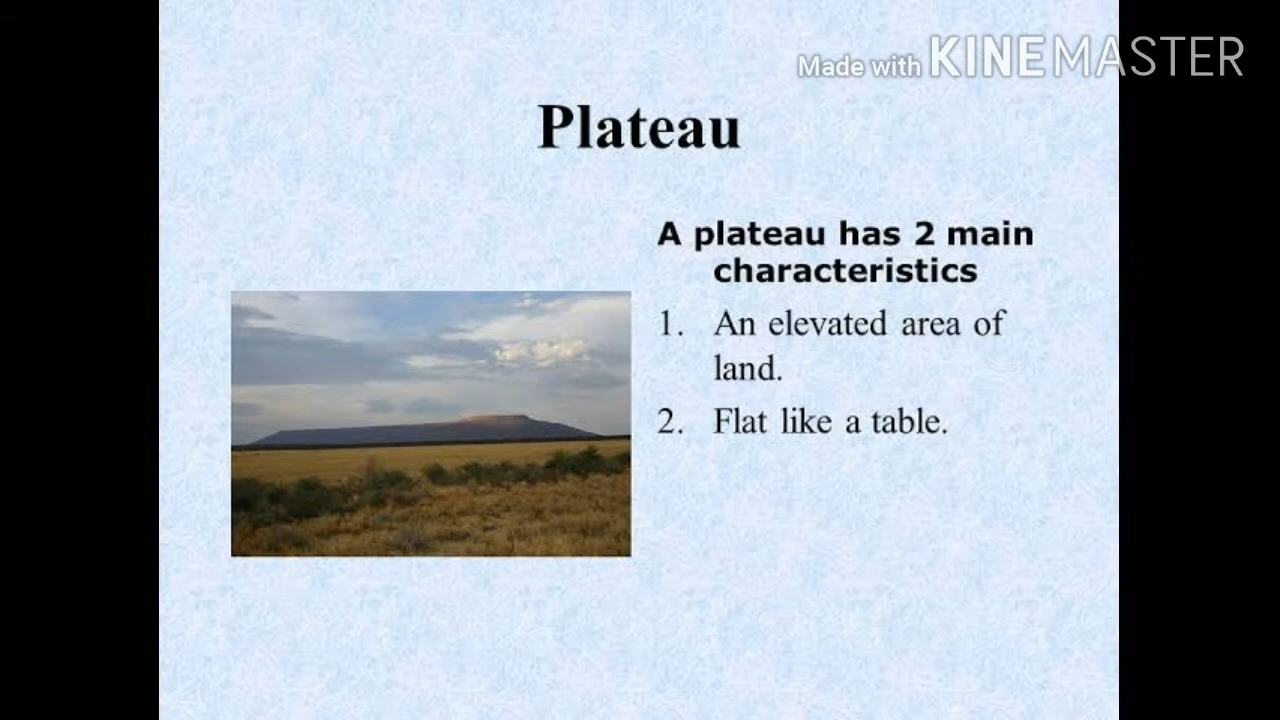 Made with KINEMASTER
Plateau
A plateau has 2 main
characteristics
1. An elevated area of
land.
2. Flat like a table.